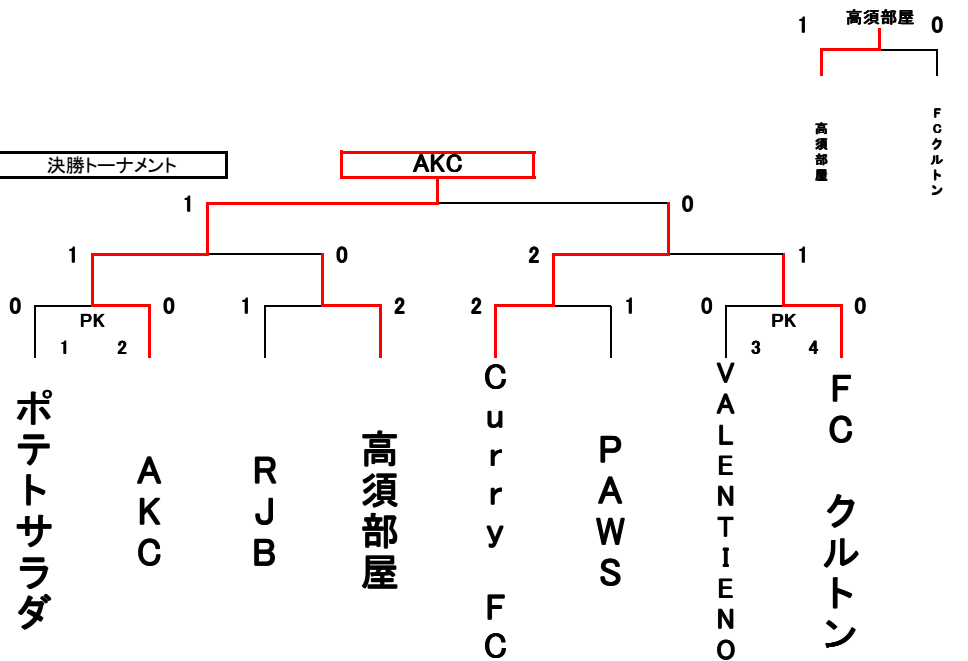 高須部屋
1
0
高須部屋
FCクルトン
決勝トーナメント
AKC
1
0
1
0
2
1
0
0
1
2
2
1
0
0
PK
PK
1
2
3
4
ポテトサラダ
AKC
RJB
高須部屋
Curry FC
PAWS
VALENTIENO
FC クルトン